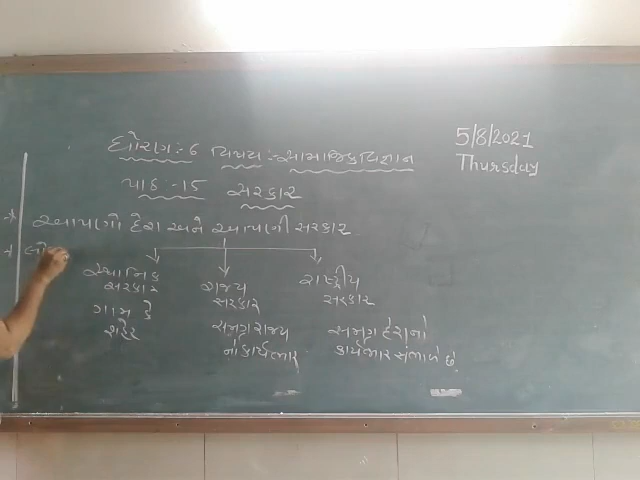 5/8/2021
Thursday
ધોરણ:- 6 વિષય :- સામાજિક વિજ્ઞાન
પાઠ - 15 સરકાર
* આપણો દેશ અને આપણી સરકાર.
* લો
સ્થાનિક સરકાર
ગામ કે શહેર
રાજ્ય સરકાર
સમગ્ર રાજ્ય નો કાર્યભાર
રાષ્ટ્રીય સરકાર
સમગ્ર દેશનો કાર્યભાર સંભાળે છે.